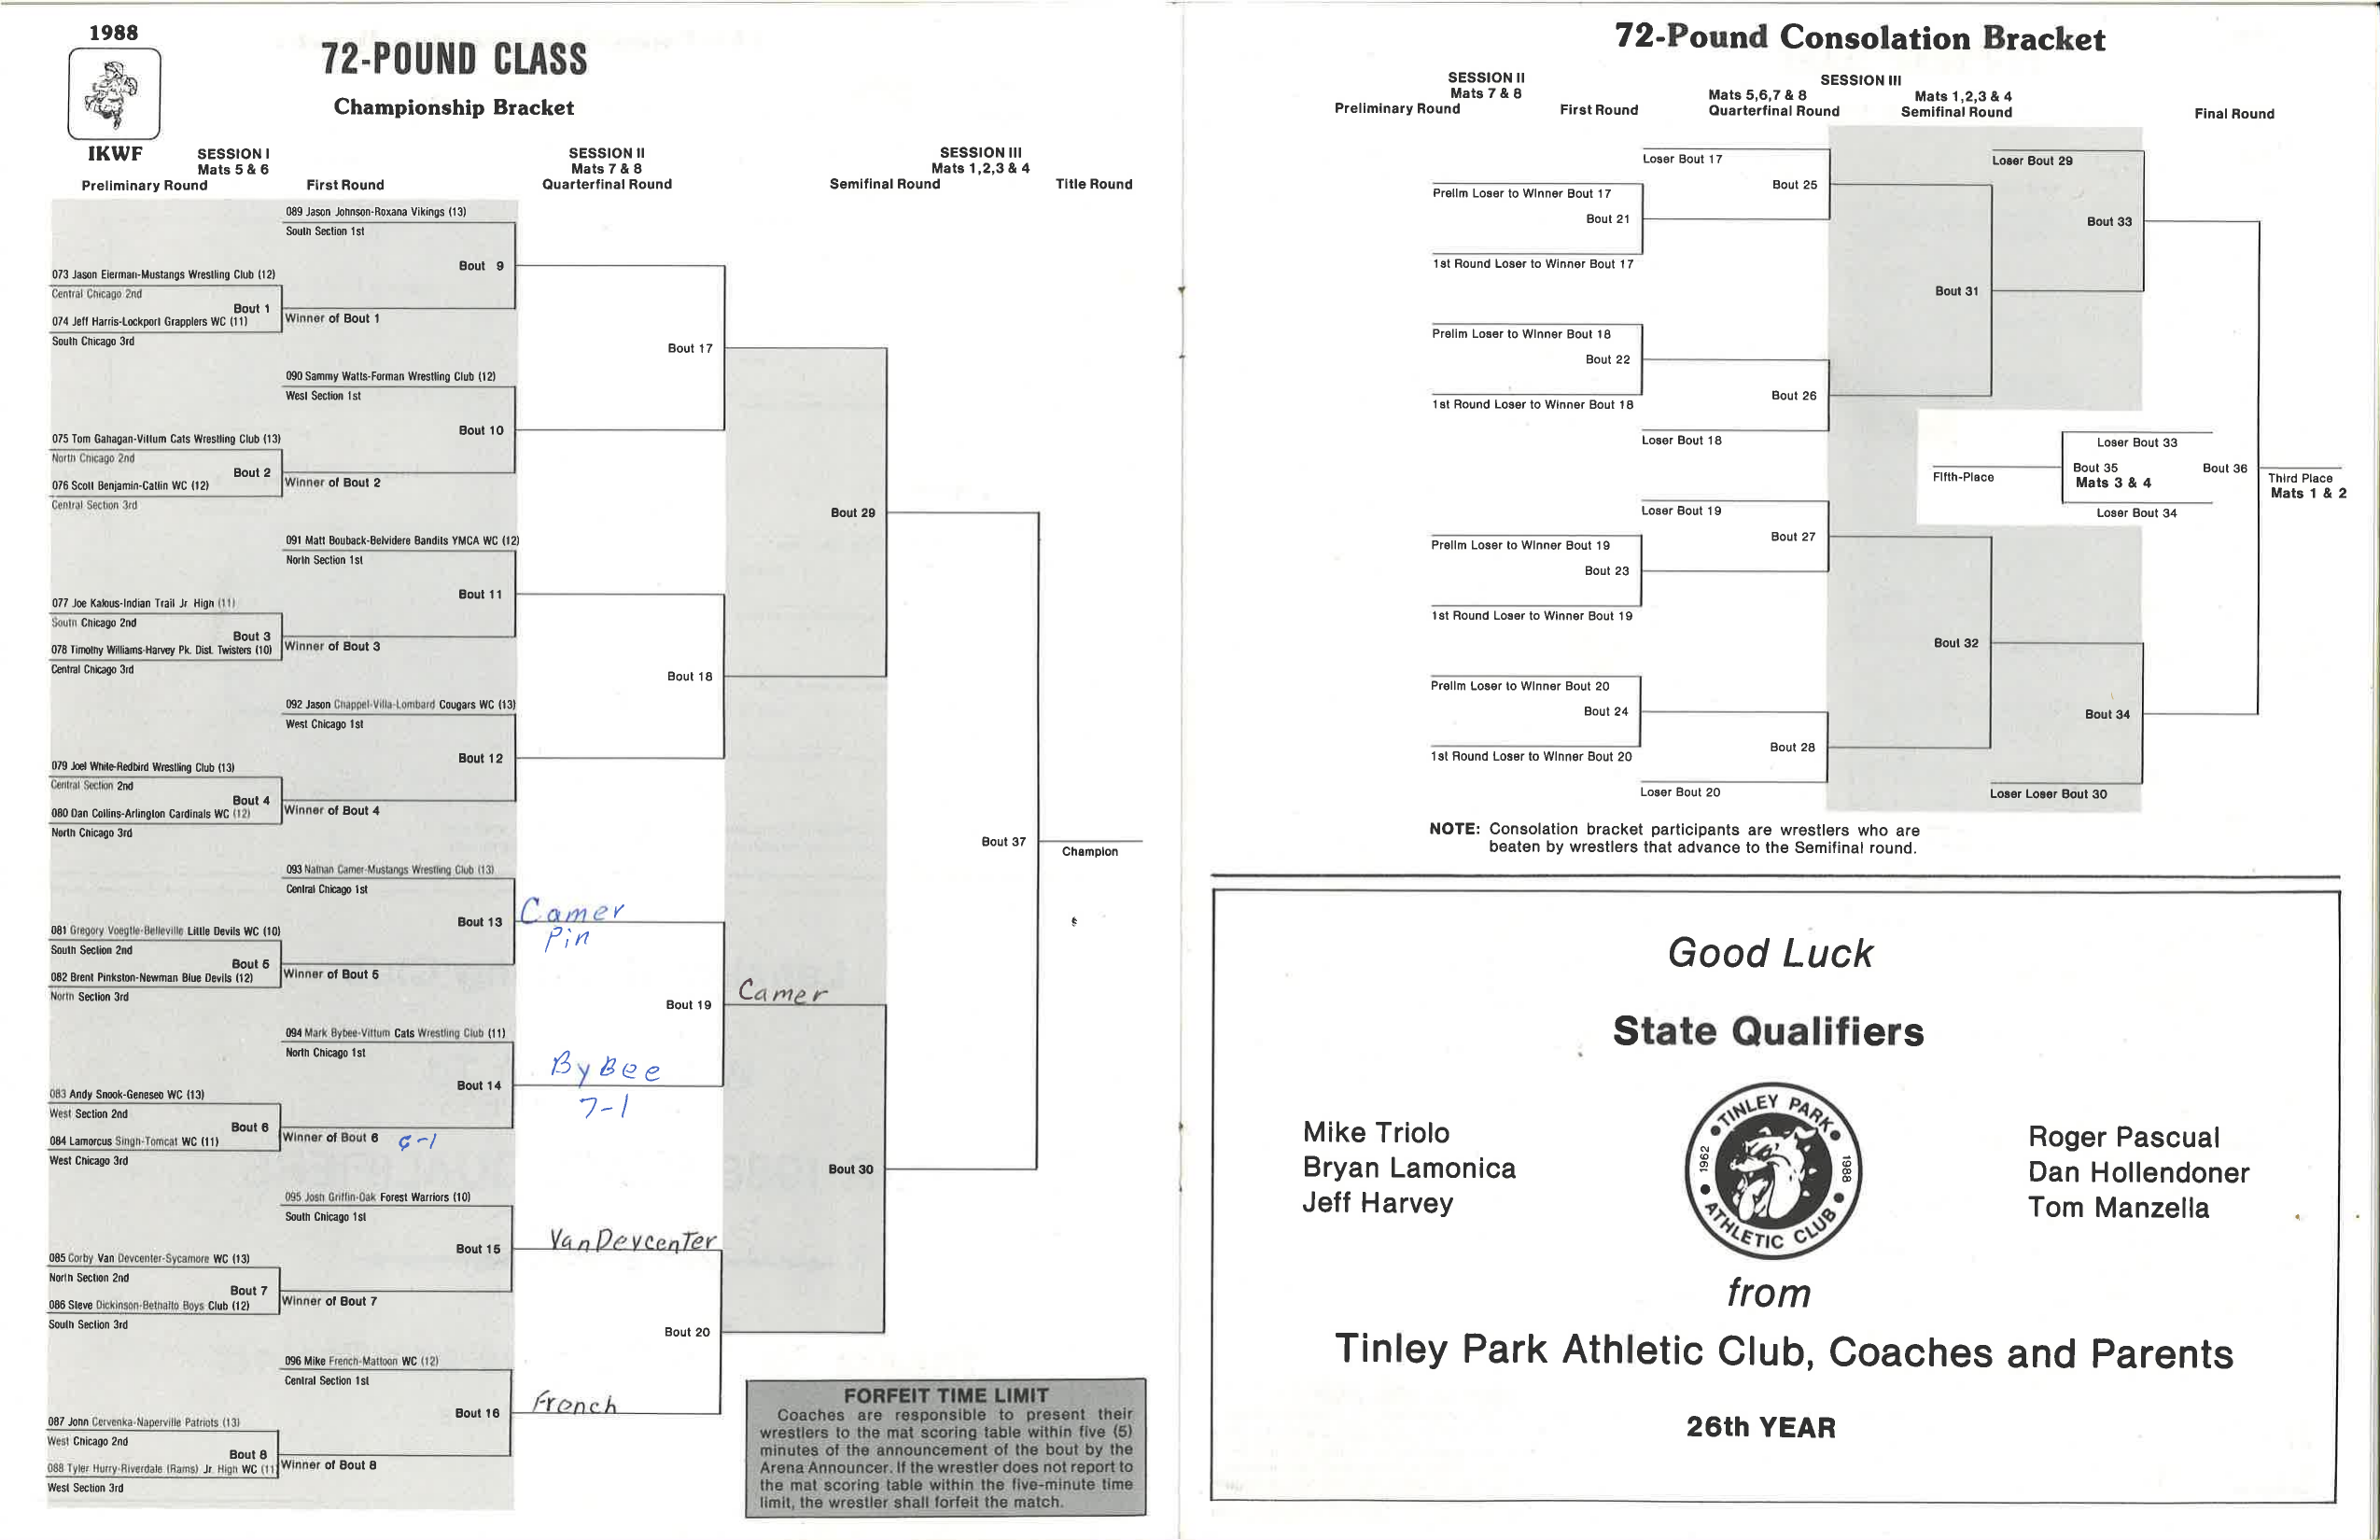 1988
IKWF
72-POUND CLASS
Championship Bracket
SESSION I
Mats 5 & 6
Preliminary Round
First Round
SESSION II
Mats 7 & 8
Quarterfinal Round
SESSION III
Mats 1,2,3 & 4
Semifinal Round
Title Round
089 Jason Johnson-Roxana Vikings (13)
South Section 1st
Bout 9
073 Jason Eierman-Mustangs Wrestling Club (12)
Central Chicago 2nd
Bout 1
074 Jeff Harris-Lockport Grapplers WC (11)
South Chicago 3rd
Winner of Bout 1
Bout 17
090 Sammy Watts-Forman Wrestling Club (12)
West Section 1st
Bout 10
075 Tom Gahagan-Vittum Cats Wrestling Club (13)
North Chicago 2nd
Bout 2
076 Scott Benjamin-Catlin WC (12)
Central Section 3rd
Winner of Bout 2
Bout 29
091 Matt Bouback-Belvidere Bandits YMCA WC (12)
North Section 1st
Bout 11
077 Joe Kalous-Indian Trail Jr High (11)
South Chicago 2nd
Bout 3
078 Timothy Williams-Harvey Pk. Dist. Twisters (10)
Central Chicago 3rd
Winner of Bout 3
Bout 18
092 Jason Chappel-Villa-Lombard Cougars WC (13)
West Chicago 1st
Bout 12
079 Joel White-Redbird Wrestling Club (13)
Central Section 2nd
Bout 4
080 Dan Collins-Arlington Cardinals WC (12)
North Chicago 3rd
Winner of Bout 4
Bout 37
Champion
093 Nathan Camer-Mustangs Wrestling Club (13)
Central Chicago 1st
Bout 13
Camer
Pin
081 Gregory Voegtle-Belleville Little Devils WC (10)
South Section 2nd
Bout 5
082 Brent Pinkston-Newman Blue Devils (12)
North Section 3rd
Winner of Bout 5
Bout 19
Camer
094 Mark Bybee-Vittum Cats Wrestling Club (11)
North Chicago 1st
Bout 14
ByBee
7-1
083 Andy Snook-Geneseo WC (13)
West Section 2nd
Bout 6
084 Lamorcus Singh-Tomcat WC (11)
West Chicago 3rd
Winner of Bout 6
Bout 30
095 Josh Griffin-Oak Forest Warriors (10)
South Chicago 1st
Bout 15
VanDevcenter
085 Corby Van Devcenter-Sycamore WC (13)
North Section 2nd
Bout 7
086 Steve Dickinson-Bethalto Boys Club (12)
South Section 3rd
Winner of Bout 7
Bout 20
096 Mike French-Mattoon WC (12)
Central Section 1st
Bout 16
French
087 John Cervenka-Naperville Patriots (13)
West Chicago 2nd
Bout 8
088 Tyler Hurry-Riverdale (Rams) Jr. High WC (11
West Section 3rd
Winner of Bout 8
FORFEIT TIME LIMIT
Coaches are responsible to present their
wrestlers to the mat scoring table within five (5)
minutes of the announcement of the bout by the
Arena Announcer. If the wrestler does not report to
the mat scoring table within the five-minute time
limit, the wrestler shall forfeit the match.
72-Pound Consolation Bracket
SESSION II
Mats 7 & 8
Preliminary Round
First Round
SESSION III
Mats 5,6,7 & 8
Quarterfinal Round
Mats 1,2,3 & 4
Semifinal Round
Final Round
Loser Bout 17
Bout 25
Prelim Loser to Winner Bout 17
Bout 21
1st Round Loser to Winner Bout 17
Loser Bout 29
Bout 33
Bout 31
Prelim Loser to Winner Bout 18
Bout 22
1st Round Loser to Winner Bout 18
Bout 26
Loser Bout 18
Loser Bout 33
Fifth-Place
Bout 35
Mats 3 & 4
Loser Bout 34
Bout 36
Third Place
Mats 1 & 2
Loser Bout 19
Bout 27
Prelim Loser to Winner Bout 19
Bout 23
1st Round Loser to Winner Bout 19
Bout 32
Prelim Loser to Winner Bout 20
Bout 24
1st Round Loser to Winner Bout 20
Bout 28
Loser Bout 20
Bout 34
Loser Loser Bout 30
NOTE: Consolation bracket participants are wrestlers who are
beaten by wrestlers that advance to the Semifinal round.
Good Luck
State Qualifiers
Mike Triolo
Bryan Lamonica
Jeff Harvey
TINLEY PARK
1962
1988
ATHLETIC CLUB
Roger Pascual
Dan Hollendoner
Tom Manzella
from
Tinley Park Athletic Club, Coaches and Parents
26th YEAR